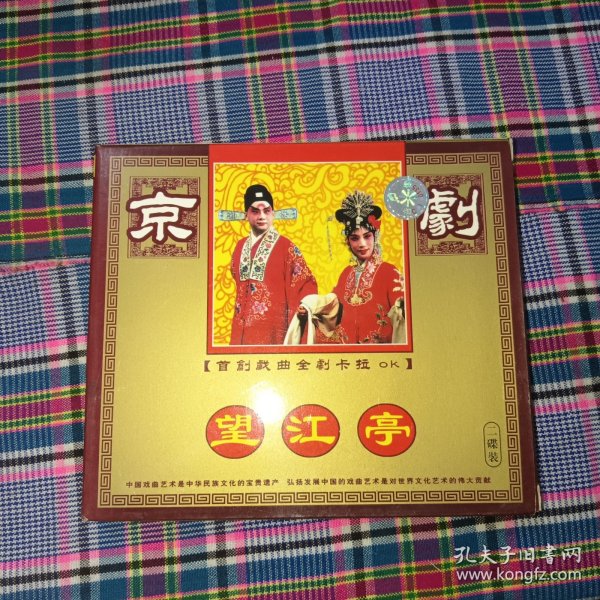 京劇
【首創戏曲全劇卡拉OK】
望江亭
二碟裝
中国戏曲艺术是中华民族文化的宝贵遗产 弘扬发展中国的戏曲艺术是对世界文化艺术的伟大贡献
孔夫子旧書网
www.kongfz.com